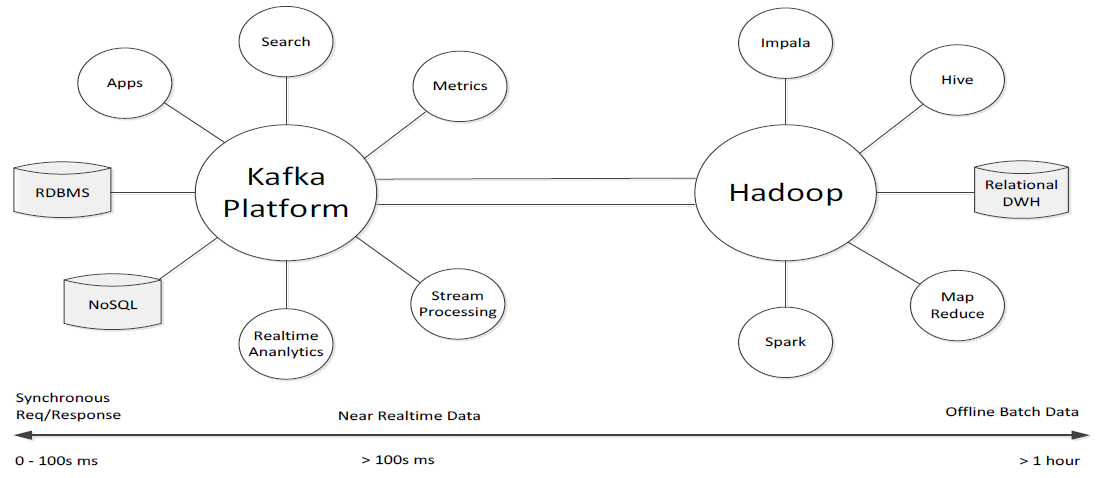 Search
Impala
Apps
Metrics
Hive
Kafka
Platform
Hadoop
RDBMS
Relational
DWH
NoSQL
Stream
Processing
Map
Reduce
Realtime
Ananlytics
Spark
Synchronous
Req/Response
Near Realtime Data
Offline Batch Data
0 - 100s ms
> 100s ms
> 1 hour